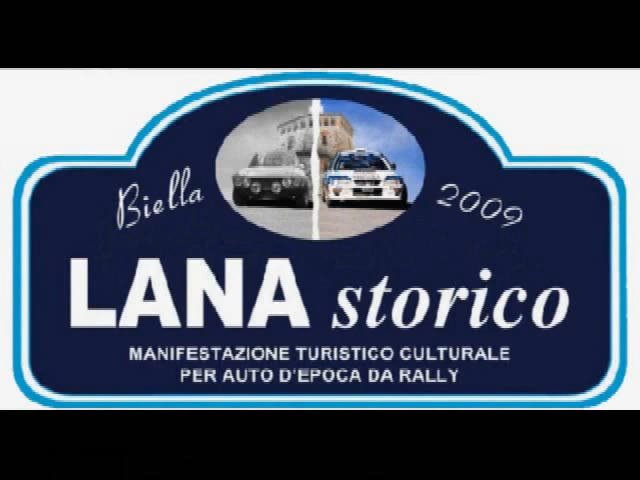 Biella 2009
LANA storico
MANIFESTAZIONE TURISTICO CULTURALE
PER AUTO D'EPOCA DA RALLY